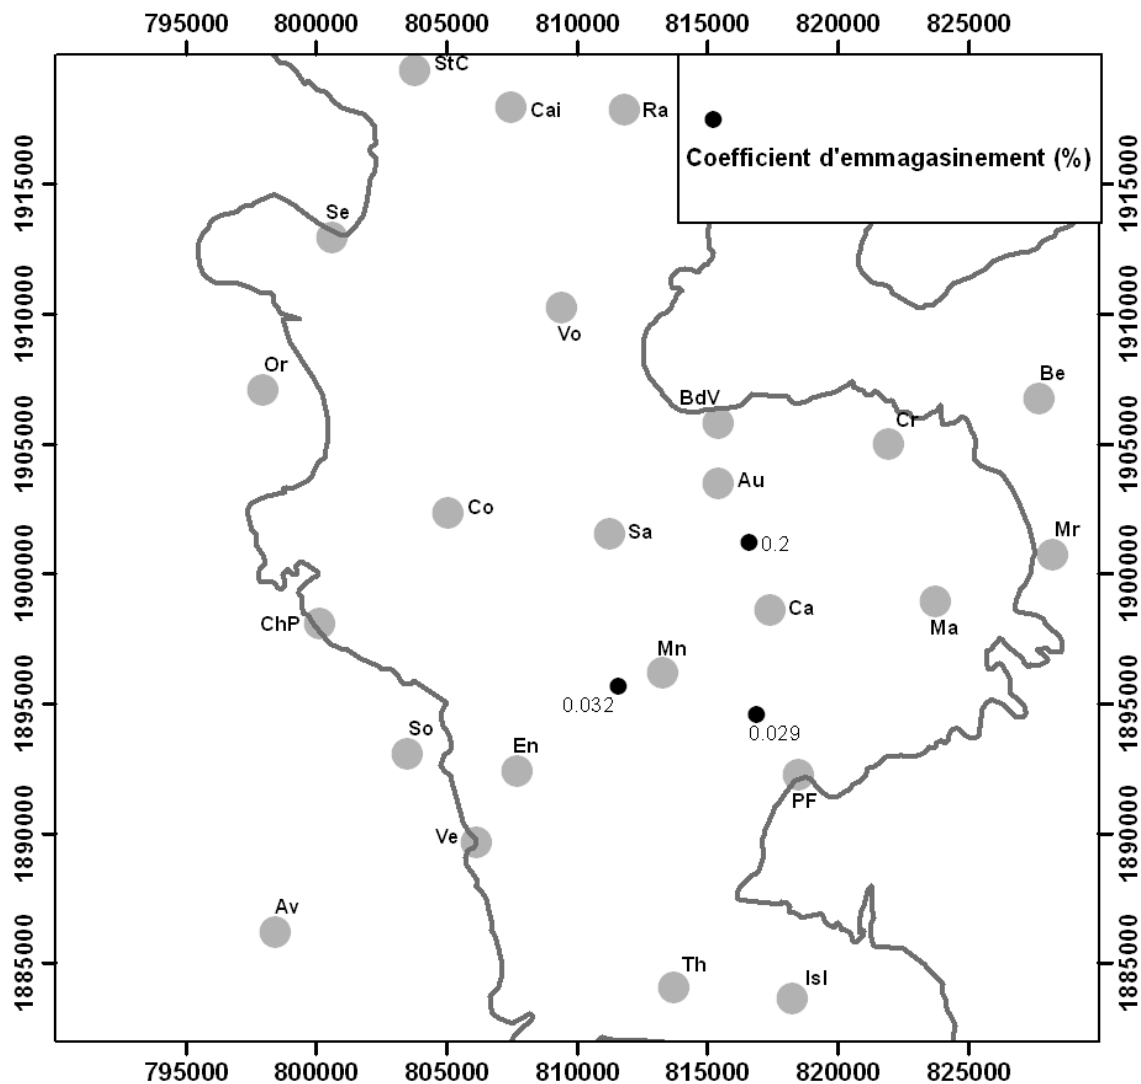 795000 800000 805000 810000 815000 820000 825000
StC
Cai
Ra
Coefficient d'emmagasinement (%)
1915000
1915000
Se
1910000
Vo
1910000
Or
Be
BdV
1905000
Cr
1905000
Au
Co
Sa
0.2
Mr
1900000
1900000
Ca
ChP
Ma
Mn
1895000
0.032
1895000
So
En
0.029
PF
1890000
Ve
1890000
Av
1885000
Th
Isl
1885000
795000 800000 805000 810000 815000 820000 825000